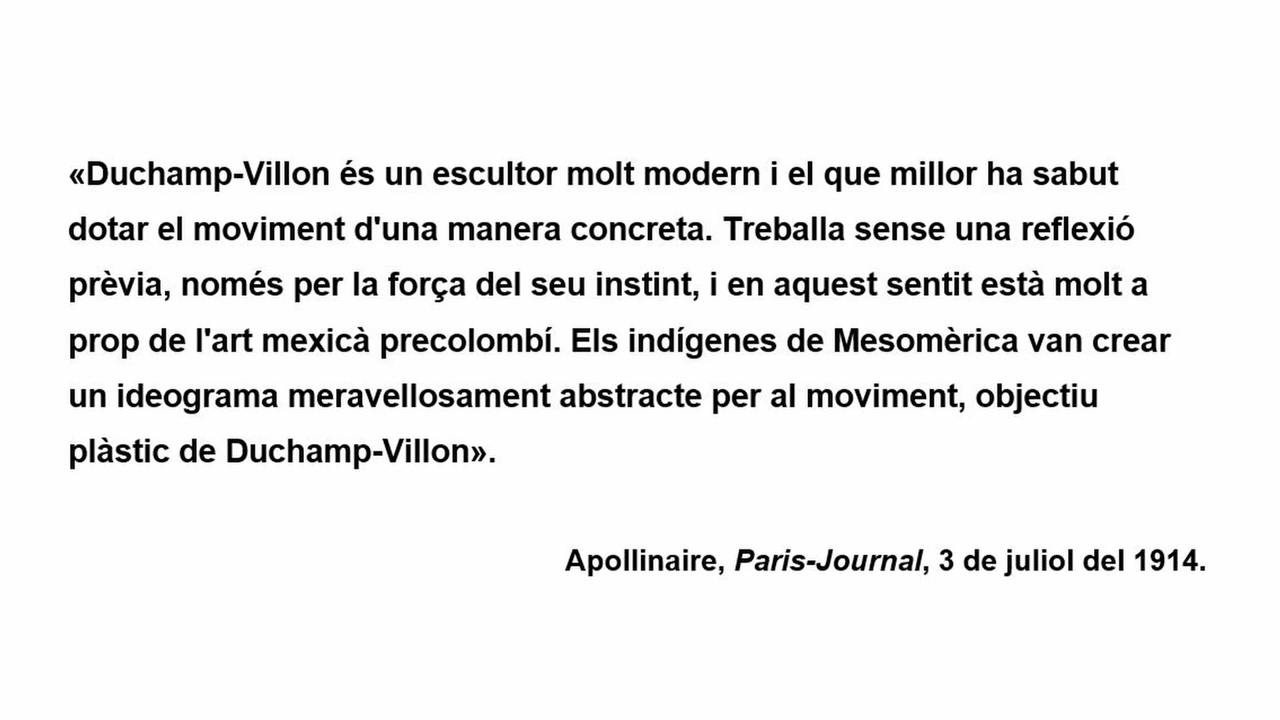 «Duchamp-Villon és un escultor molt modern i el que millor ha sabut
dotar el moviment d'una manera concreta. Treballa sense una reflexió
prèvia, només per la força del seu instint, i en aquest sentit està molt a
prop de l'art mexicà precolombí. Els indígenes de Mesomèrica van crear
un ideograma meravellosament abstracte per al moviment, objectiu
plàstic de Duchamp-Villon».
Apollinaire, Paris-Journal, 3 de juliol del 1914.